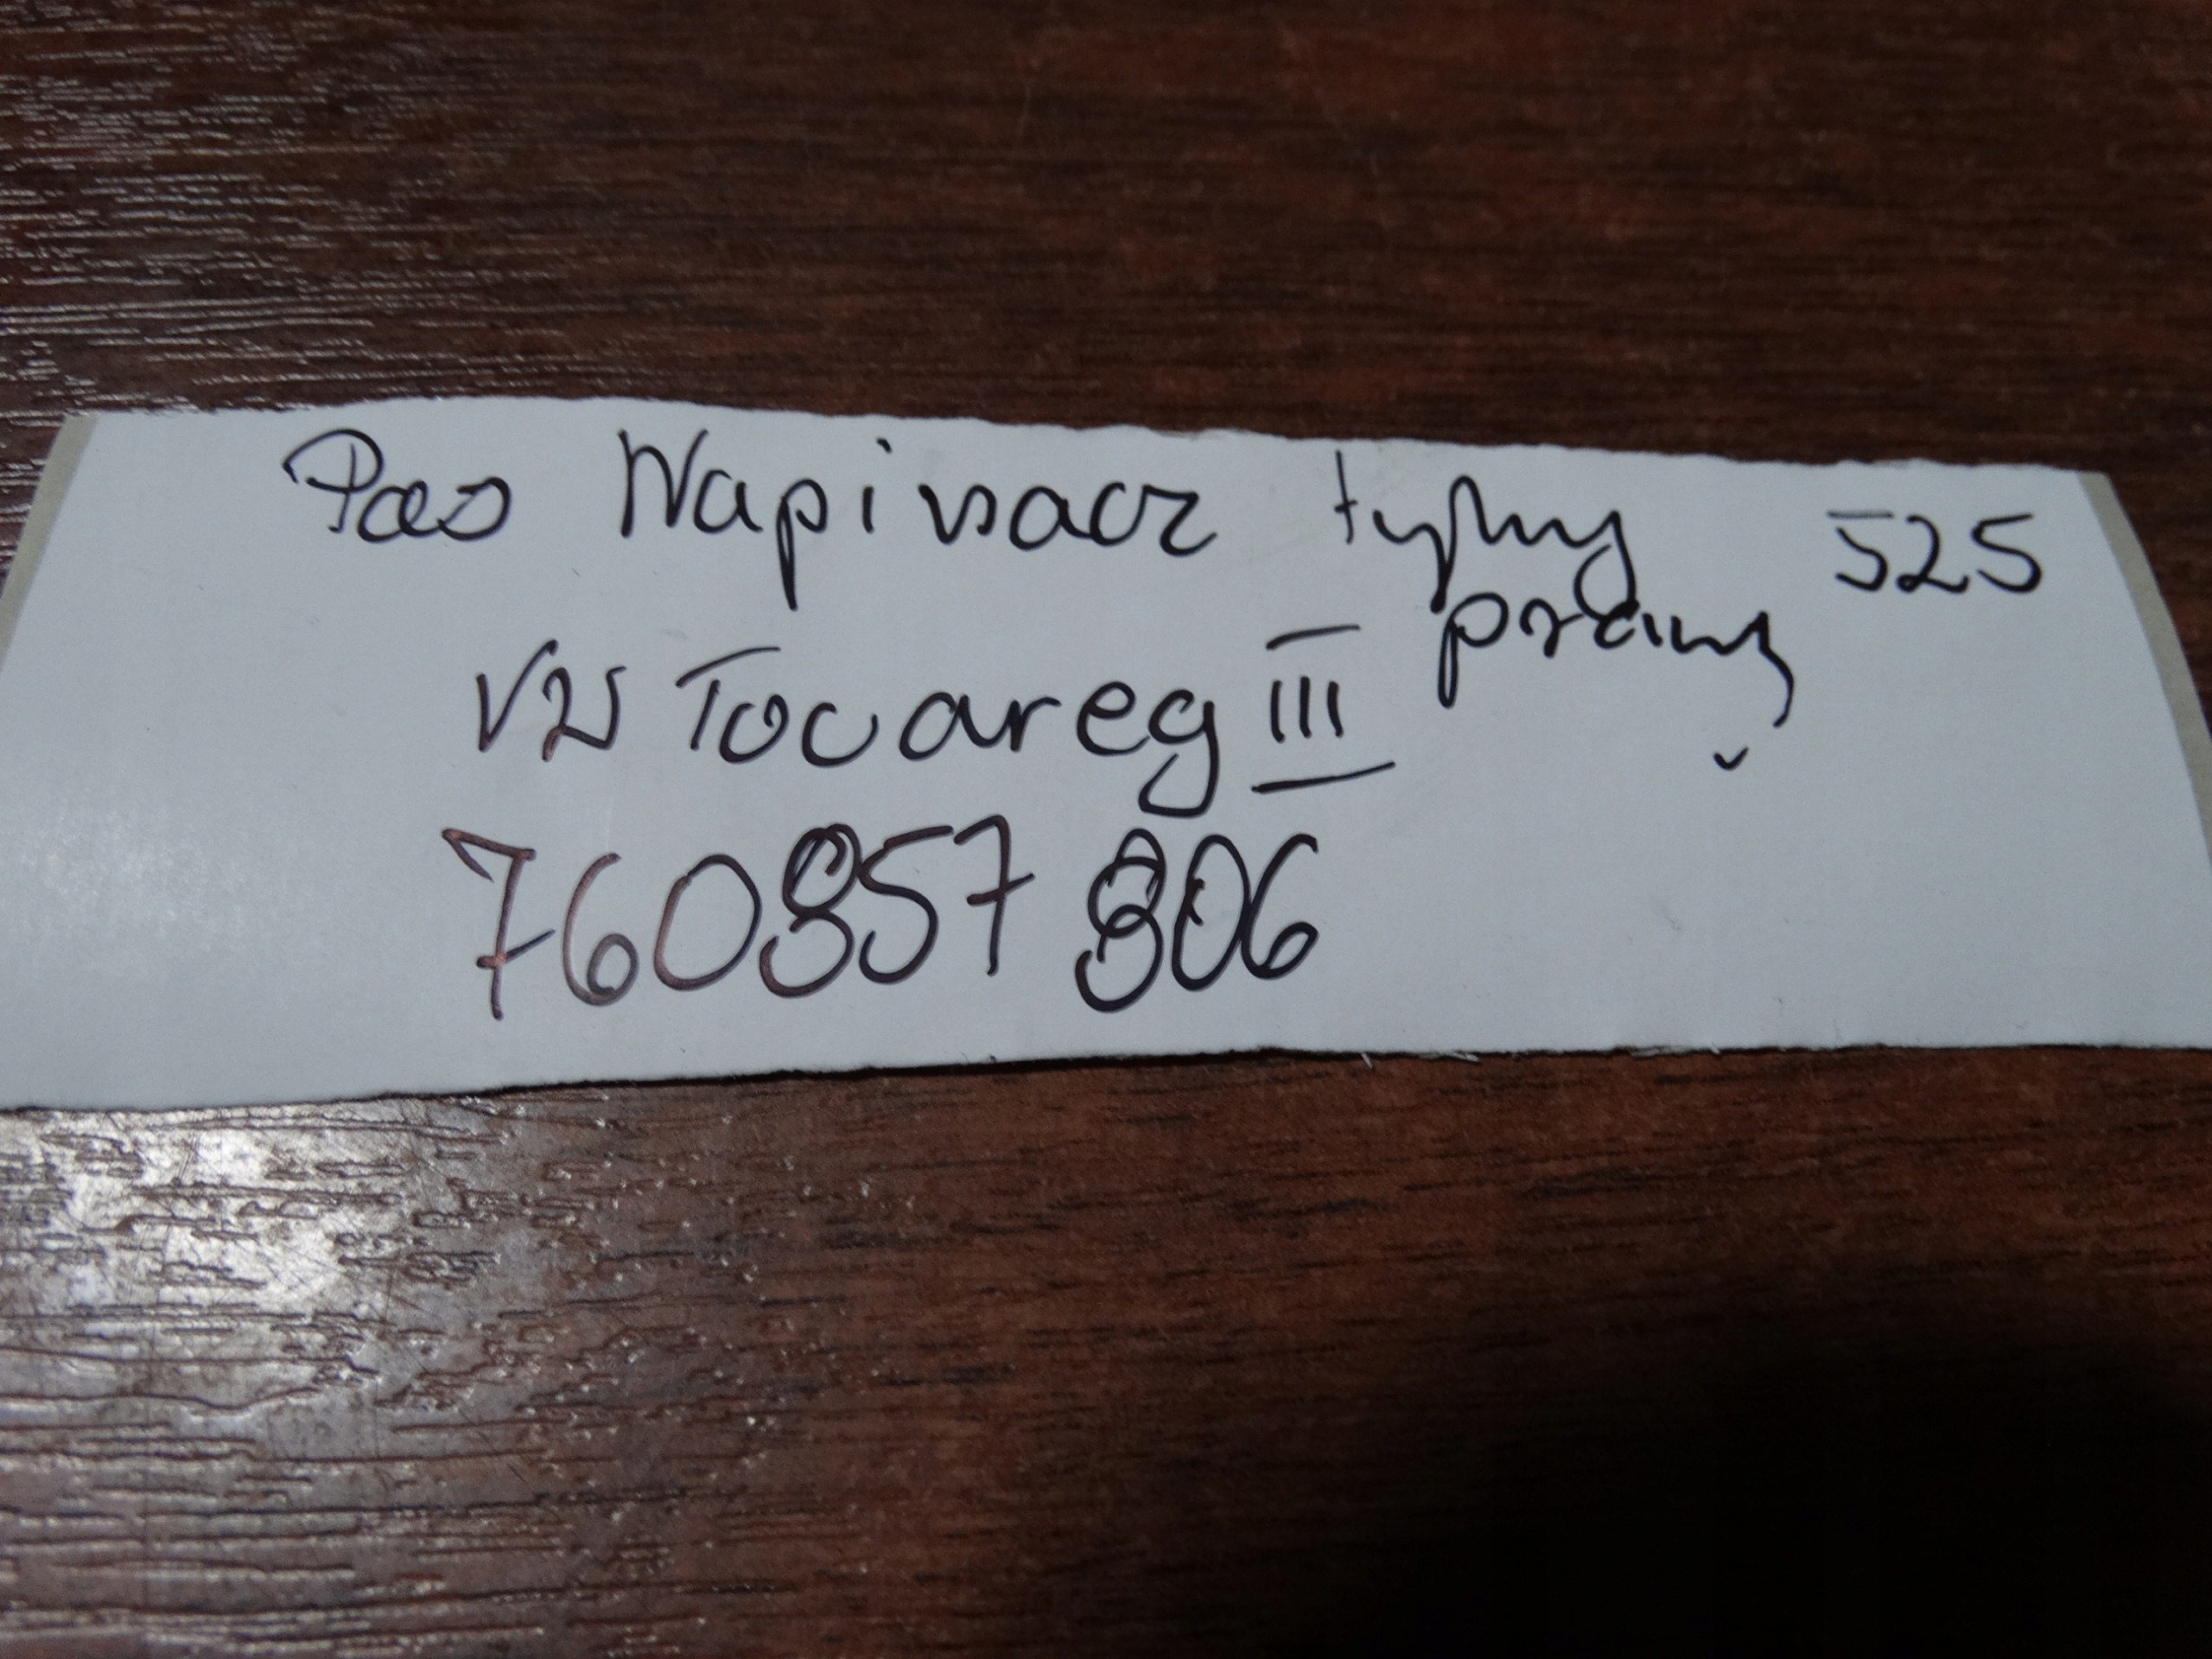 Pas Napinacz tylny 525
prawy
VW Touareg III
760857806